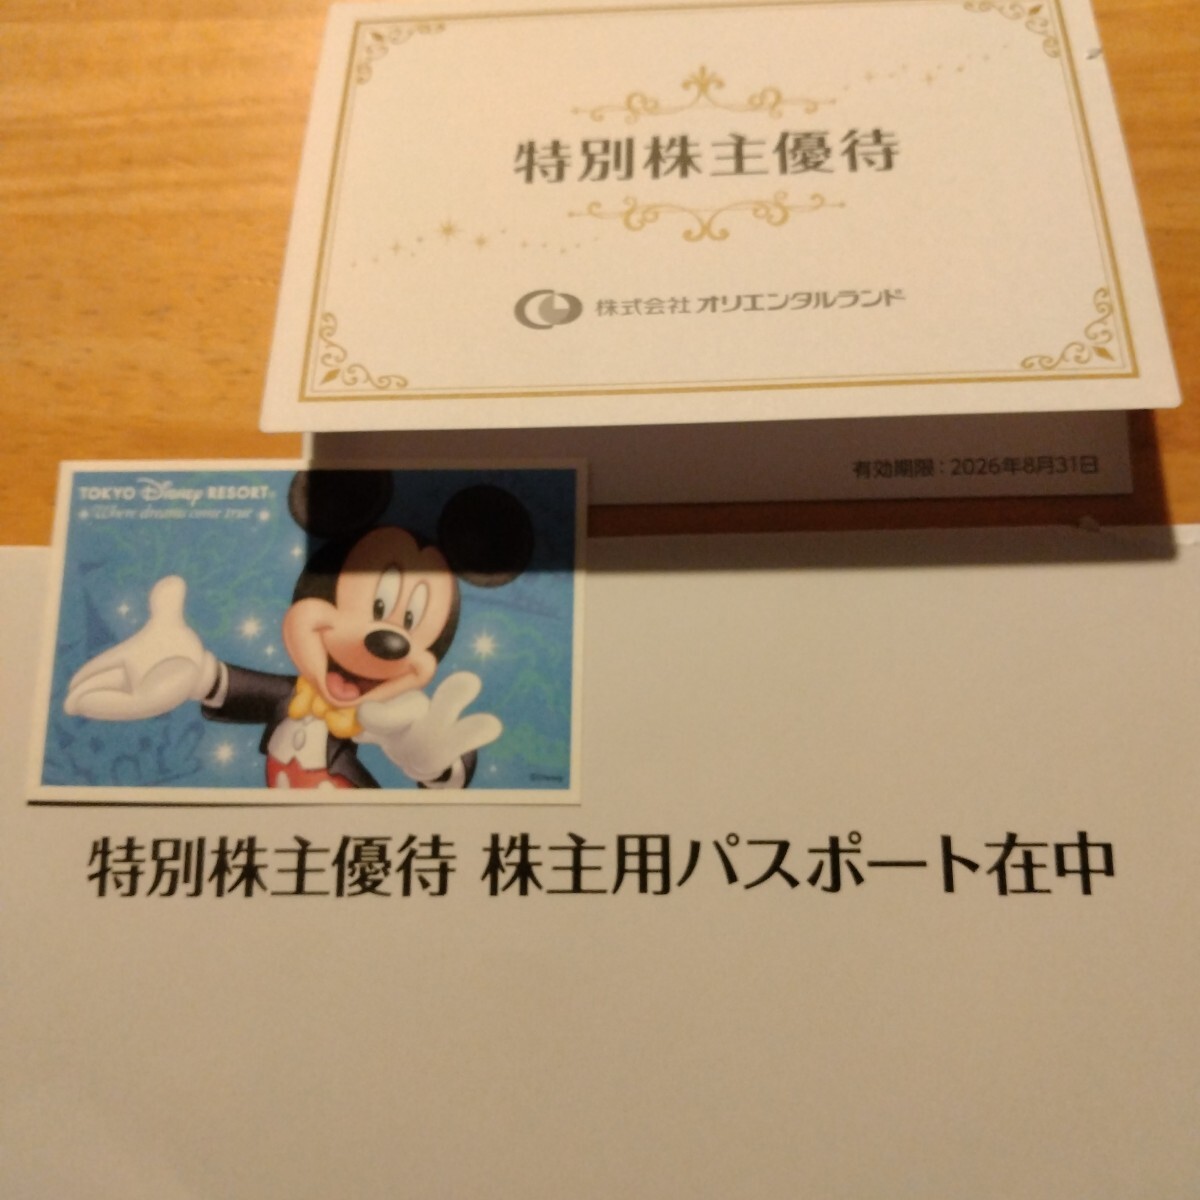 特別株主優待
株式会社オリエンタルランド
有効期限：2026年8月31日
TOKYO Disney RESORT®
Where dreams come true
©Disney
特別株主優待 株主用パスポート在中